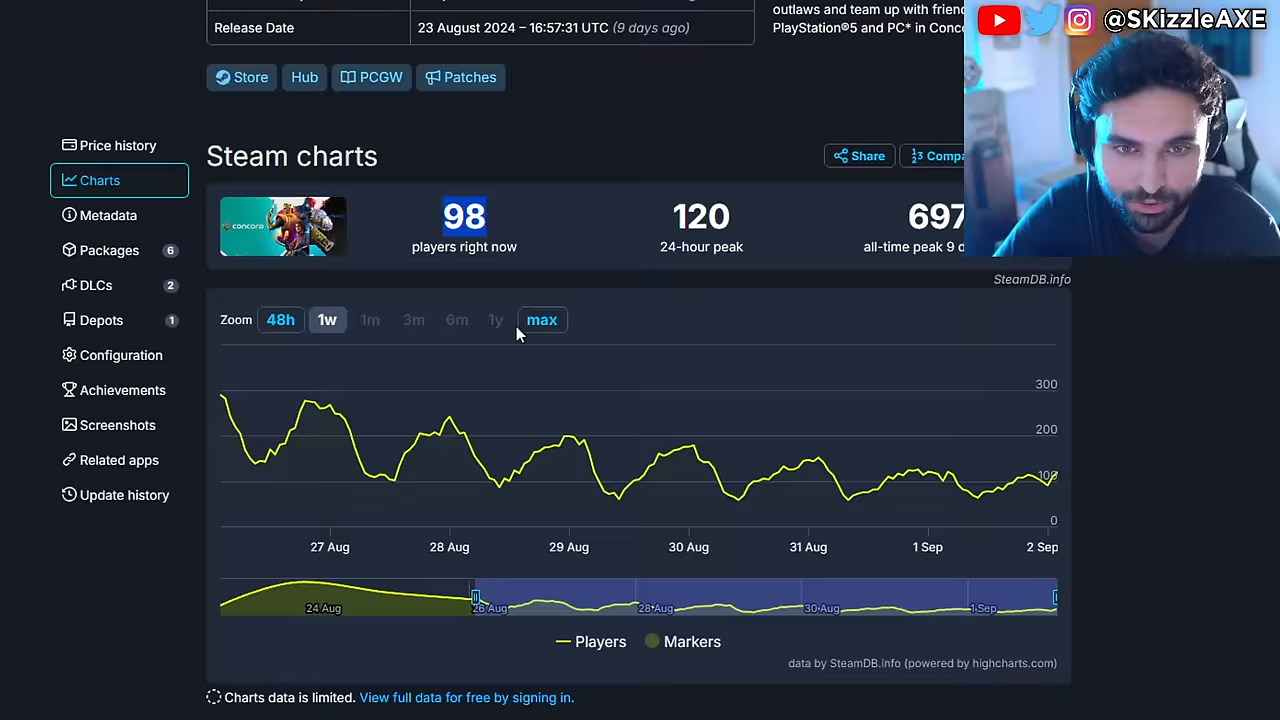 outlaws and team up with friend
Release Date 23 August 2024 – 16:57:31 UTC (9 days ago)
PlayStation®5 and PC* in Conco
@SKizzleAXE
Store Hub PCGW Patches
Price history
Charts
Metadata
Packages 6
DLCs 2
Depots 1
Configuration
Achievements
Screenshots
Related apps
Update history
Steam charts
Share Compa
CONCORD
98 120 697
players right now 24-hour peak all-time peak 9 d
SteamDB.info
Zoom 48h 1w 1m 3m 6m 1y max
300
200
100
0
27 Aug 28 Aug 29 Aug 30 Aug 31 Aug 1 Sep 2 Sep
24 Aug 26 Aug 28 Aug 30 Aug 1 Sep
Players Markers
data by SteamDB.info (powered by highcharts.com)
Charts data is limited. View full data for free by signing in.